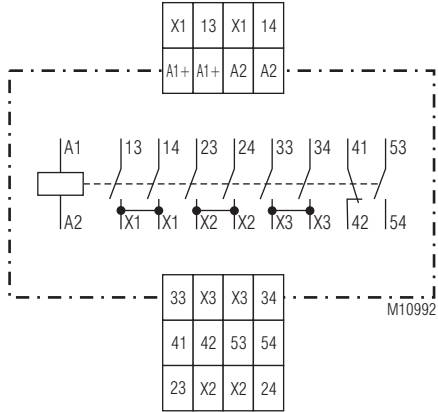 X1 13 X1 14
A1+ A1+ A2 A2
A1 13 14 23 24 33 34 41 53
A2 X1 X1 X2 X2 X3 X3 42 54
33 X3 X3 34
M10992
41 42 53 54
23 X2 X2 24